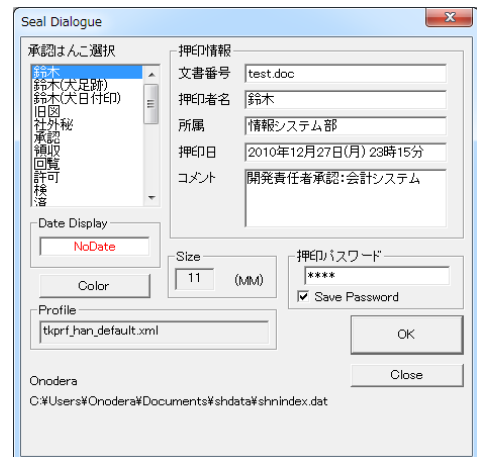 Seal Dialogue
承認はんこ選択
鈴木
鈴木(犬足跡)
鈴木(犬日付印)
旧図
社外秘
承認
領収
回覧
許可
検
済
押印情報
文書番号 test.doc
押印者名 鈴木
所属 情報システム部
押印日 2010年12月27日(月) 23時15分
コメント 開発責任者承認:会計システム
Date Display
NoDate
Color
Size
11 (MM)
押印パスワード
****
Save Password
Profile
tkprf_han_default.xml
OK
Close
Onodera
C:¥Users¥Onodera¥Documents¥shdata¥shnindex.dat